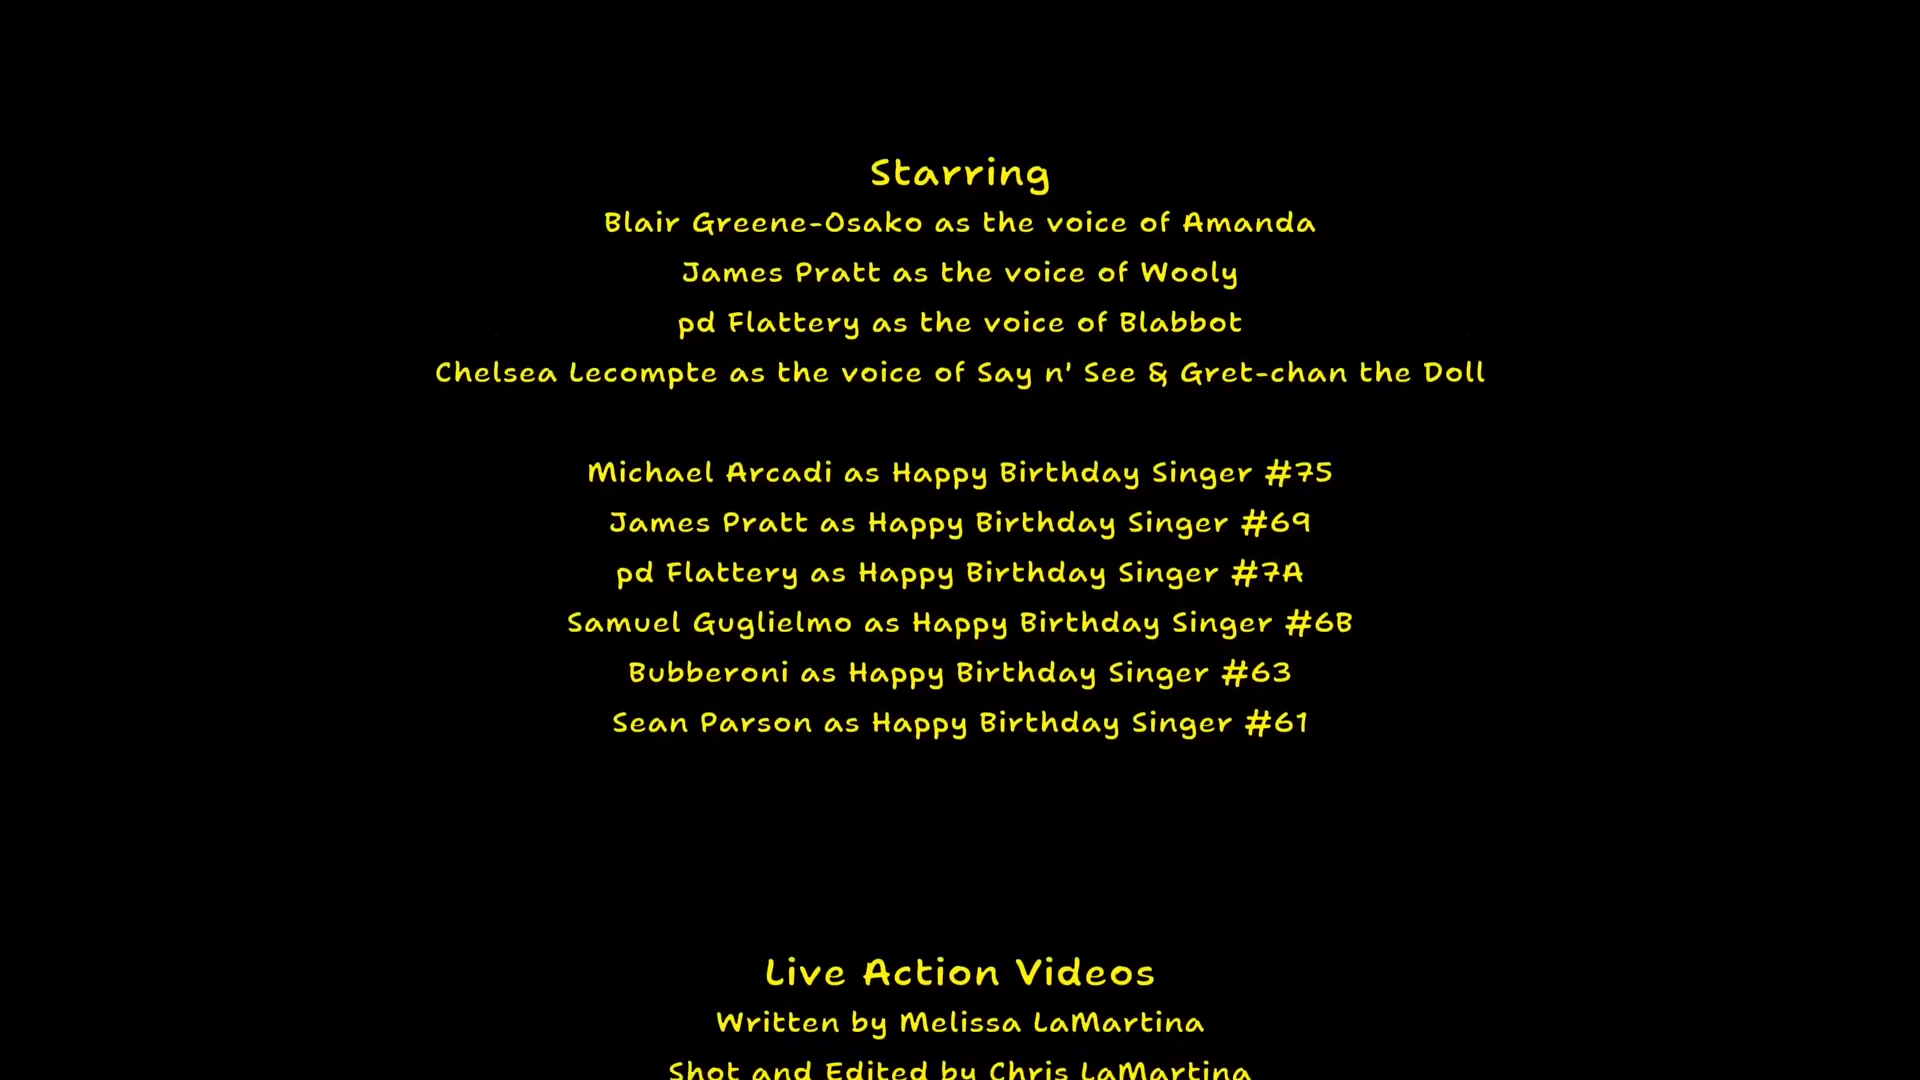 Starring
Blair Greene-Osako as the voice of Amanda
James Pratt as the voice of Wooly
pd Flattery as the voice of Blabbot
Chelsea Lecompte as the voice of Say n' See & Gret-chan the Doll
Michael Arcadi as Happy Birthday Singer #75
James Pratt as Happy Birthday Singer #69
pd Flattery as Happy Birthday Singer #7A
Samuel Guglielmo as Happy Birthday Singer #6B
Bubberoni as Happy Birthday Singer #63
Sean Parson as Happy Birthday Singer #61
Live Action Videos
Written by Melissa LaMartina
Shot and Edited by Chris LaMartina